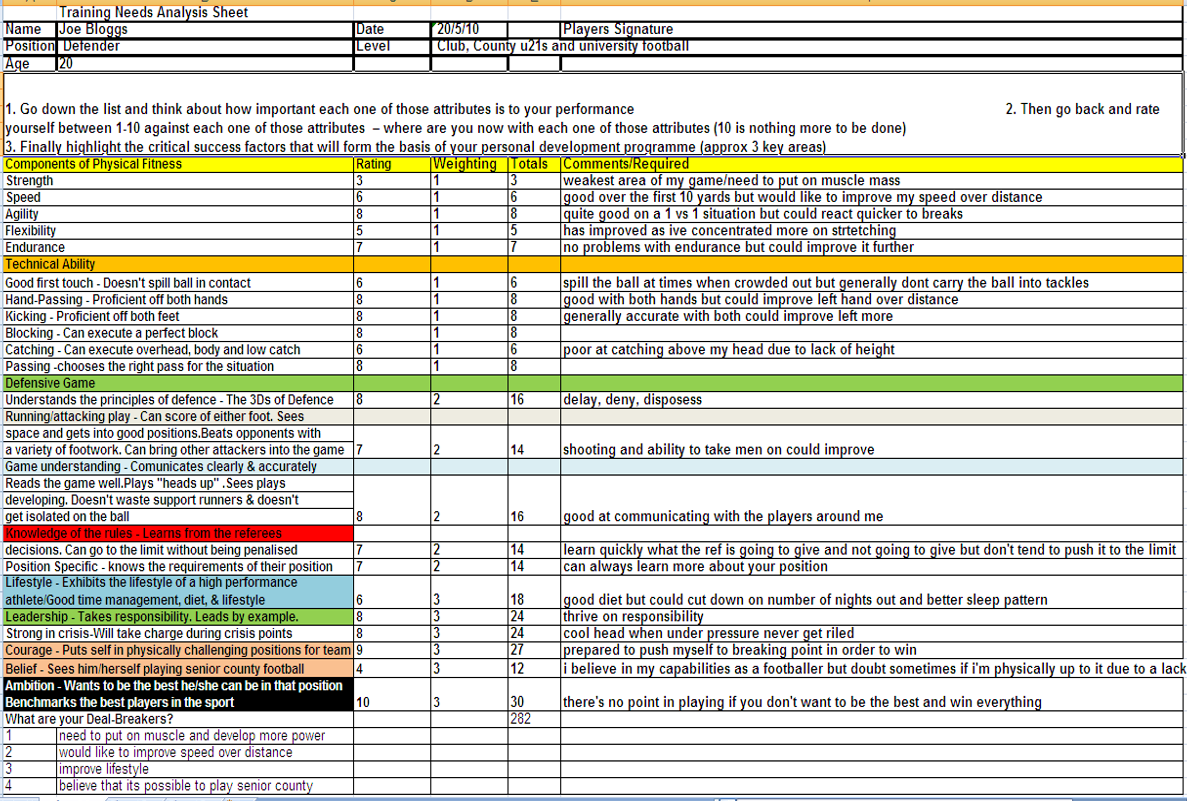 Training Needs Analysis Sheet
Name Joe Bloggs Date 20/5/10 Players Signature
Position Defender Level Club, County u21s and university football
Age 20
1. Go down the list and think about how important each one of those attributes is to your performance 2. Then go back and rate
yourself between 1-10 against each one of those attributes – where are you now with each one of those attributes (10 is nothing more to be done)
3. Finally highlight the critical success factors that will form the basis of your personal development programme (approx 3 key areas)
Components of Physical Fitness Rating Weighting Totals Comments/Required
Strength 3 1 3 weakest area of my game/need to put on muscle mass
Speed 6 1 6 good over the first 10 yards but would like to improve my speed over distance
Agility 8 1 8 quite good on a 1 vs 1 situation but could react quicker to breaks
Flexibility 5 1 5 has improved as ive concentrated more on strtetching
Endurance 7 1 7 no problems with endurance but could improve it further
Technical Ability
Good first touch - Doesn't spill ball in contact 6 1 6 spill the ball at times when crowded out but generally dont carry the ball into tackles
Hand-Passing - Proficient off both hands 8 1 8 good with both hands but could improve left hand over distance
Kicking - Proficient off both feet 8 1 8 generally accurate with both could improve left more
Blocking - Can execute a perfect block 8 1 8
Catching - Can execute overhead, body and low catch 6 1 6 poor at catching above my head due to lack of height
Passing -chooses the right pass for the situation 8 1 8
Defensive Game
Understands the principles of defence - The 3Ds of Defence 8 2 16 delay, deny, disposess
Running/attacking play - Can score of either foot. Sees
space and gets into good positions.Beats opponents with
a variety of footwork. Can bring other attackers into the game 7 2 14 shooting and ability to take men on could improve
Game understanding - Comunicates clearly & accurately
Reads the game well.Plays "heads up" .Sees plays
developing. Doesn't waste support runners & doesn't
get isolated on the ball 8 2 16 good at communicating with the players around me
Knowledge of the rules - Learns from the referees
decisions. Can go to the limit without being penalised 7 2 14 learn quickly what the ref is going to give and not going to give but don't tend to push it to the limit
Position Specific - knows the requirements of their position 7 2 14 can always learn more about your position
Lifestyle - Exhibits the lifestyle of a high performance
athlete/Good time management, diet, & lifestyle 6 3 18 good diet but could cut down on number of nights out and better sleep pattern
Leadership - Takes responsibility. Leads by example. 8 3 24 thrive on responsibility
Strong in crisis-Will take charge during crisis points 8 3 24 cool head when under pressure never get riled
Courage - Puts self in physically challenging positions for team 9 3 27 prepared to push myself to breaking point in order to win
Belief - Sees him/herself playing senior county football 4 3 12 i believe in my capabilities as a footballer but doubt sometimes if i'm physically up to it due to a lack
Ambition - Wants to be the best he/she can be in that position
Benchmarks the best players in the sport 10 3 30 there's no point in playing if you don't want to be the best and win everything
What are your Deal-Breakers? 282
1 need to put on muscle and develop more power
2 would like to improve speed over distance
3 improve lifestyle
4 believe that its possible to play senior county